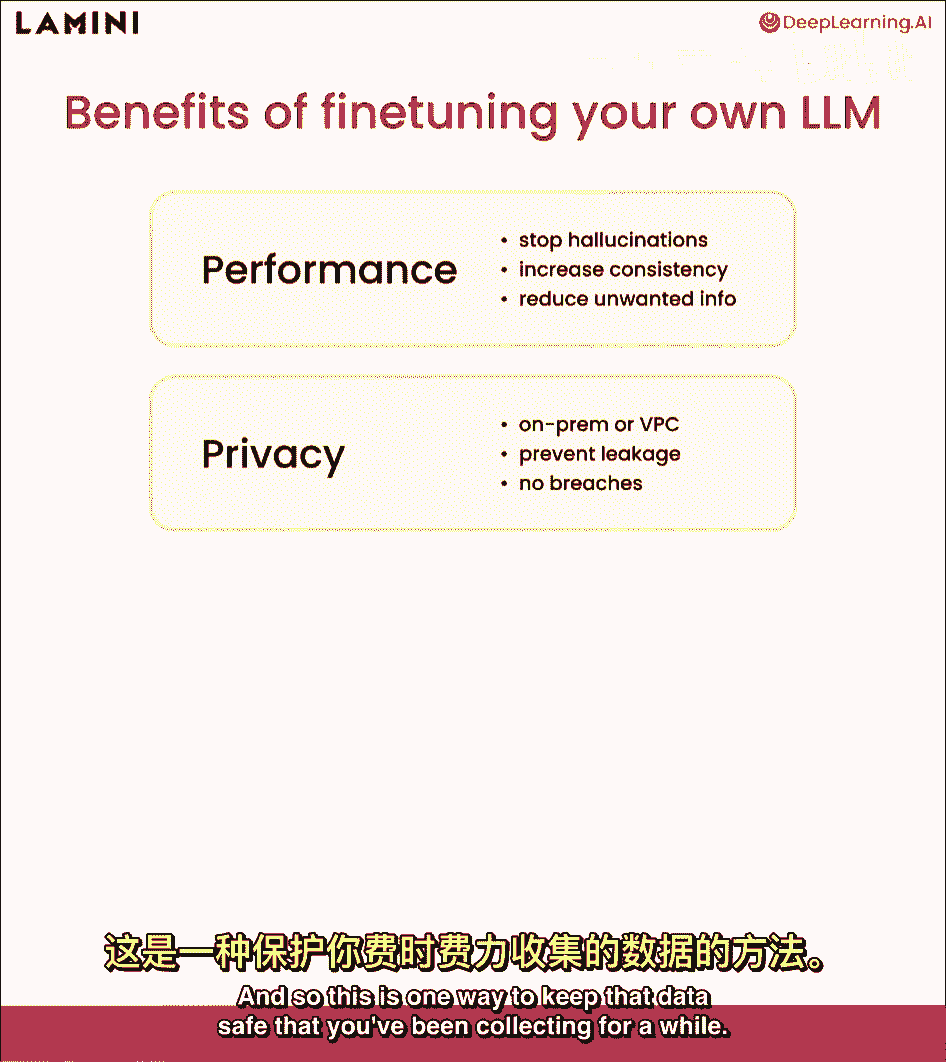 LAMINI
DeepLearning.AI
Benefits of finetuning your own LLM
Performance
• stop hallucinations
• increase consistency
• reduce unwanted info
Privacy
• on-prem or VPC
• prevent leakage
• no breaches
这是一种保护你费时费力收集的数据的方法。
And so this is one way to keep that data
safe that you've been collecting for a while.